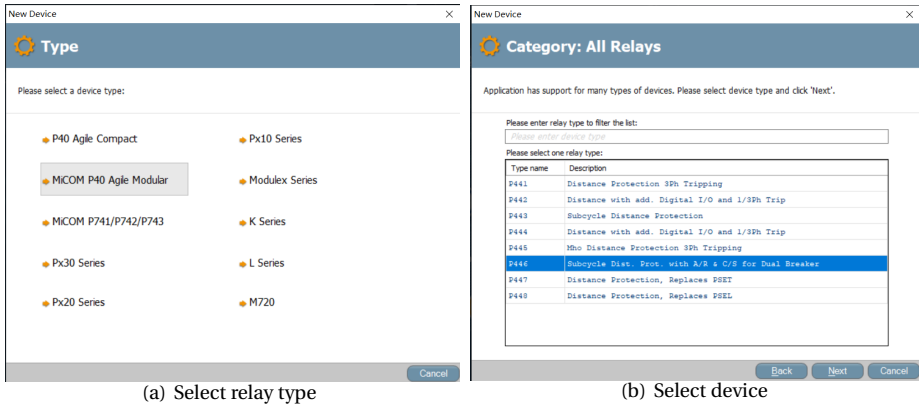 New Device
Type
Please select a device type:
P40 Agile Compact
Px10 Series
MiCOM P40 Agile Modular
Modulex Series
MiCOM P741/P742/P743
K Series
Px30 Series
L Series
Px20 Series
M720
Cancel
(a) Select relay type
New Device
Category: All Relays
Application has support for many types of devices. Please select device type and click 'Next'.
Please enter relay type to filter the list:
Please enter device type
Please select one relay type:
Type name Description
P441 Distance Protection 3Ph Tripping
P442 Distance with add. Digital I/O and 1/3Ph Trip
P443 Subcycle Distance Protection
P444 Distance with add. Digital I/O and 1/3Ph Trip
P445 Mho Distance Protection 3Ph Tripping
P446 Subcycle Dist. Prot. with A/R & C/S for Dual Breaker
P447 Distance Protection, Replaces PSET
P448 Distance Protection, Replaces PSEL
Back Next Cancel
(b) Select device